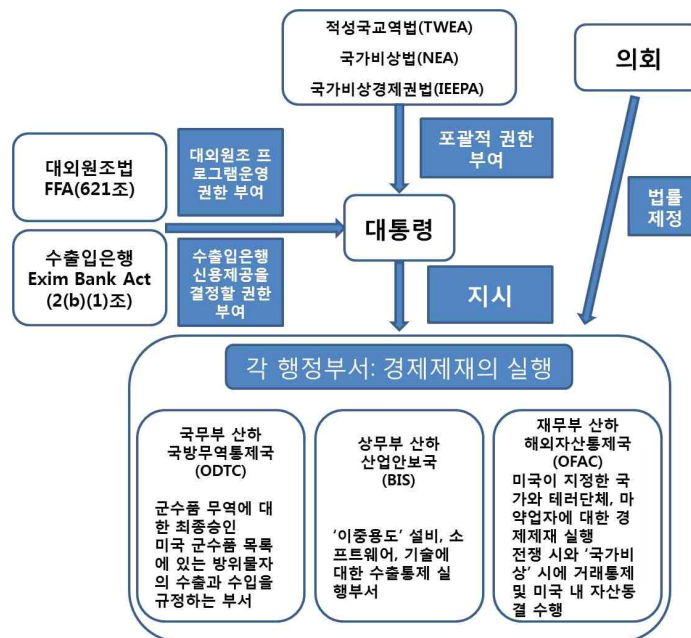 적성국교역법(TWEA)
국가비상법(NEA)
국가비상경제권법(IEEPA)
의회
대외원조법
FFA(621조)
대외원조 프
로그램운영
권한 부여
포괄적 권한
부여
법률
제정
대통령
수출입은행
Exim Bank Act
(2(b)(1)조)
수출입은행
신용제공을
결정할 권한
부여
지시
각 행정부서: 경제제재의 실행
국무부 산하
국방무역통제국
(ODTC)
군수품 무역에 대
한 최종승인
미국 군수품 목록
에 있는 방위물자
의 수출과 수입을
규정하는 부서
상무부 산하
산업안보국
(BIS)
‘이중용도’ 설비, 소
프트웨어, 기술에
대한 수출통제 실
행부서
재무부 산하
해외자산통제국
(OFAC)
미국이 지정한 국
가와 테러단체, 마
약업자에 대한 경
제제재 실행
전쟁 시와 ‘국가비
상’ 시에 거래통제
및 미국 내 자산동
결 수행